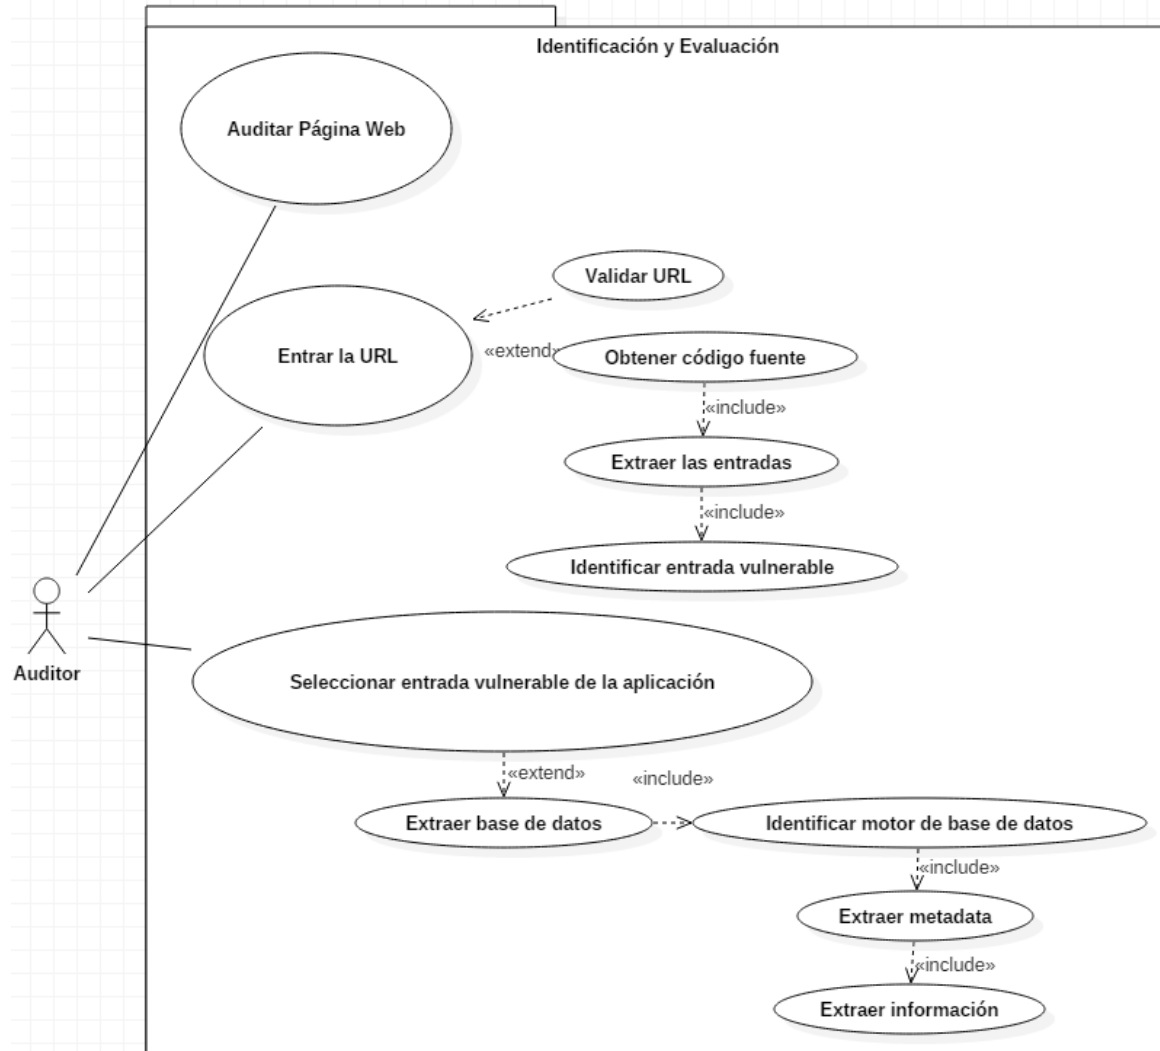 Identificación y Evaluación
Auditar Página Web
Validar URL
Entrar la URL
«extend»
Obtener código fuente
«include»
Extraer las entradas
«include»
Identificar entrada vulnerable
Auditor
Seleccionar entrada vulnerable de la aplicación
«extend»
«include»
Extraer base de datos
Identificar motor de base de datos
«include»
Extraer metadata
«include»
Extraer información